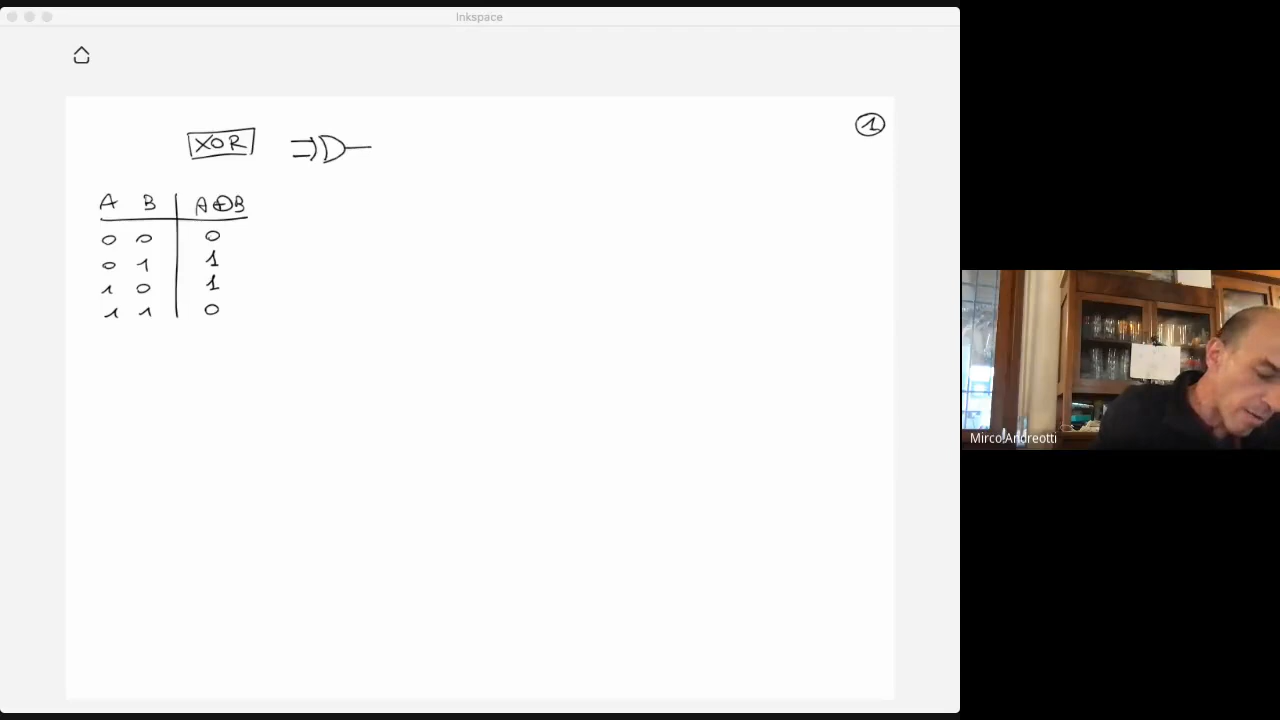 Inkspace
XOR
1
A B A⊕B
0 0 0
0 1 1
1 0 1
1 1 0
Mirco Andreotti